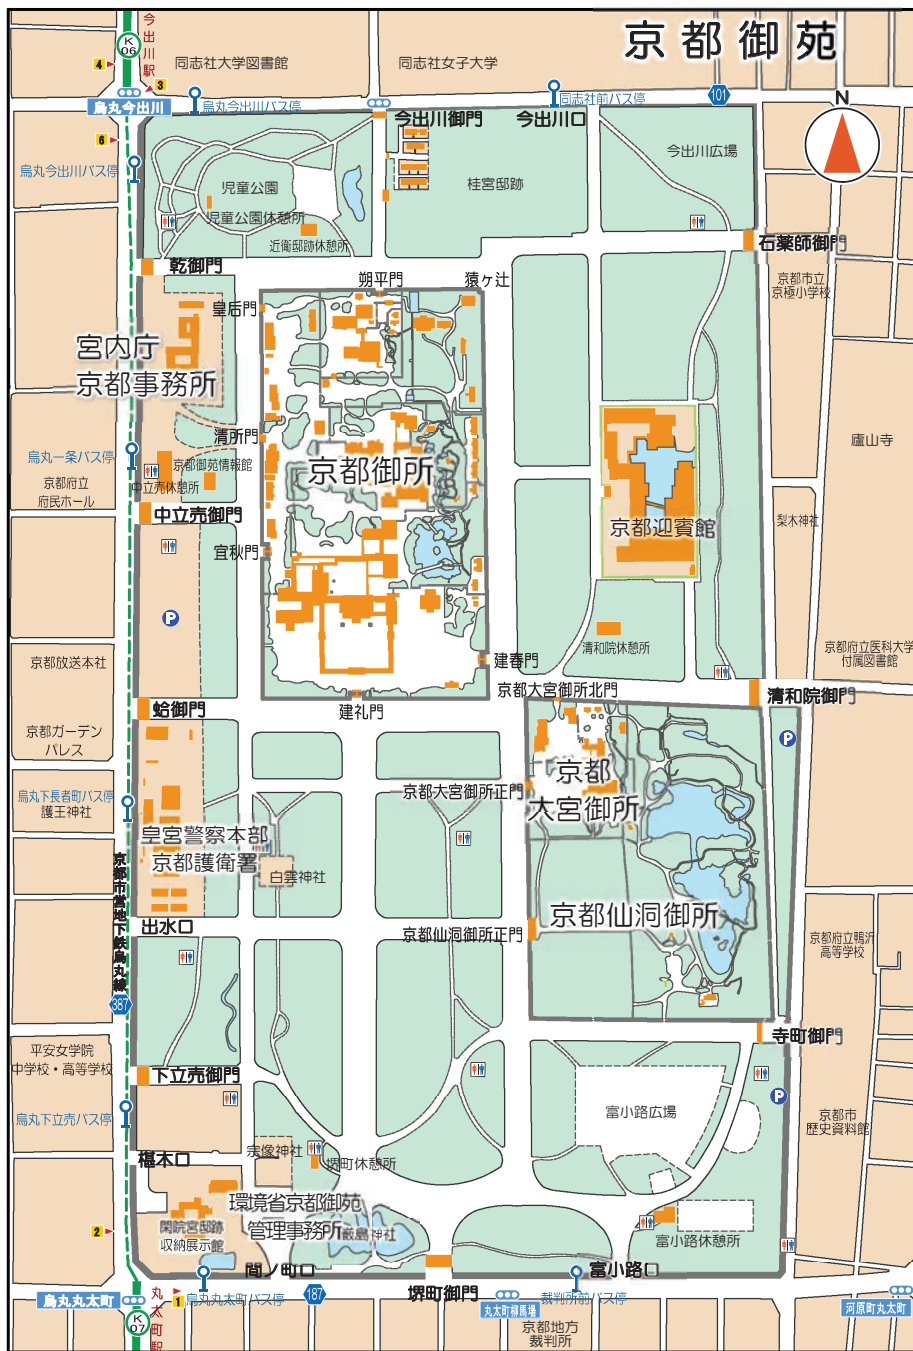 京都御苑
K
06
今出川駅
4
3
同志社大学図書館
同志社女子大学
烏丸今出川
烏丸今出川バス停
同志社前バス停
101
N
今出川御門
今出川口
6
烏丸今出川バス停
児童公園
児童公園休憩所
近衛邸跡休憩所
桂宮邸跡
今出川広場
石薬師御門
乾御門
朔平門
猿ヶ辻
京都市立
京極小学校
皇后門
宮内庁
京都事務所
清所門
廬山寺
烏丸一条バス停
京都府立
府民ホール
京都御苑情報館
中立売休憩所
京都御所
中立売御門
京都迎賓館
梨木神社
宜秋門
P
清和院休憩所
京都府立医科大学
付属図書館
京都放送本社
建春門
京都大宮御所北門
清和院御門
蛤御門
建礼門
京都ガーデン
パレス
P
京都
大宮御所
京都大宮御所正門
烏丸下長者町バス停
護王神社
皇宮警察本部
京都護衛署
白雲神社
京都市営地下鉄烏丸線
出水口
京都仙洞御所
京都仙洞御所正門
京都府立鴨沂
高等学校
387
寺町御門
平安女学院
中学校・高等学校
下立売御門
P
烏丸下立売バス停
富小路広場
京都市
歴史資料館
椹木口
宗像神社
堺町休憩所
環境省京都御苑
管理事務所
厳島神社
閑院宮邸跡
収納展示館
富小路休憩所
2
間ノ町口
堺町御門
富小路口
烏丸丸太町
丸太町駅
1
烏丸丸太町バス停
187
丸太町柳馬場
裁判所前バス停
河原町丸太町
K
07
京都地方
裁判所